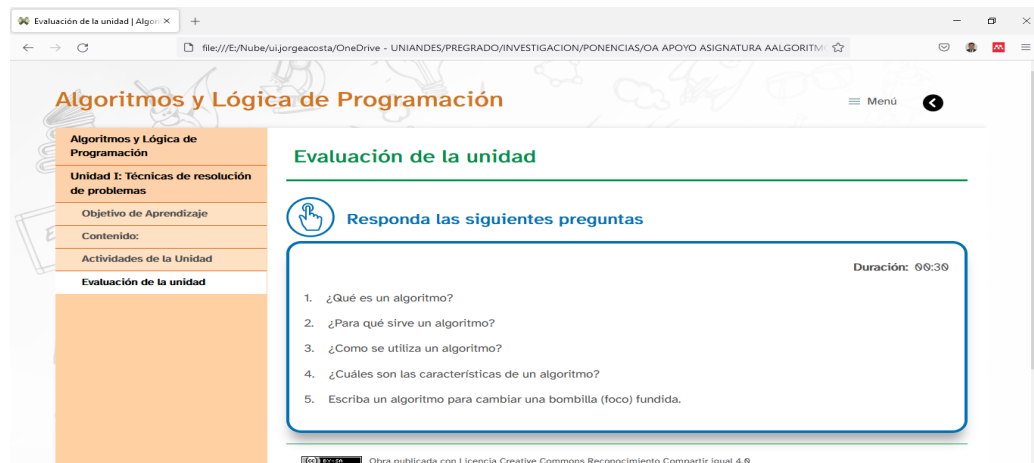 Evaluación de la unidad | Algori
file:///E:/Nube/ui.jorgeacosta/OneDrive - UNIANDES/PREGRADO/INVESTIGACION/PONENCIAS/OA APOYO ASIGNATURA AALGORITM
Algoritmos y Lógica de Programación
Menú
Algoritmos y Lógica de
Programación
Unidad I: Técnicas de resolución
de problemas
Objetivo de Aprendizaje
Contenido:
Actividades de la Unidad
Evaluación de la unidad
Evaluación de la unidad
Responda las siguientes preguntas
Duración: 00:30
1. ¿Qué es un algoritmo?
2. ¿Para qué sirve un algoritmo?
3. ¿Como se utiliza un algoritmo?
4. ¿Cuáles son las características de un algoritmo?
5. Escriba un algoritmo para cambiar una bombilla (foco) fundida.
(cc) BY-SA Obra publicada con Licencia Creative Commons Reconocimiento Compartir igual 4.0